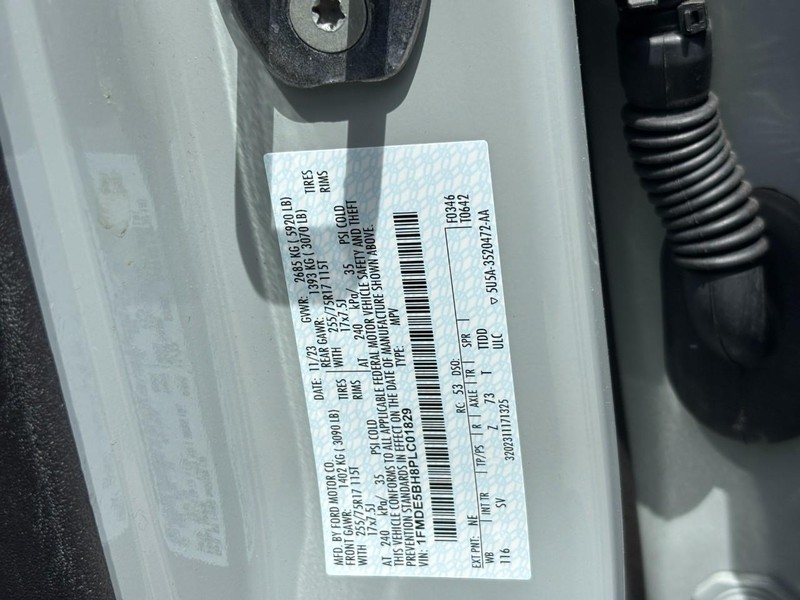 MFD. BY FORD MOTOR CO.
DATE: 11/23 GVWR: 2685 KG ( 5920 LB)
FRONT GAWR: 1402 KG ( 3090 LB) REAR GAWR: 1393 KG ( 3070 LB)
WITH 255/75R17 115T TIRES WITH 255/75R17 115T TIRES
17x7.5J RIMS 17x7.5J RIMS
AT 240 kPa/ 35 PSI COLD AT 240 kPa/ 35 PSI COLD
THIS VEHICLE CONFORMS TO ALL APPLICABLE FEDERAL MOTOR VEHICLE SAFETY AND THEFT
PREVENTION STANDARDS IN EFFECT ON THE DATE OF MANUFACTURE SHOWN ABOVE.
VIN: 1FMDE5BH8PLC01829 TYPE: MPV
F0346
T0642
EXT PNT: NE RC: 53 DSO:
WB INT TR TP/PS R AXLE TR SPR
116 SV Z 73 T TTDD
ULC
3202311171325 ▽ 5U5A-3520472-AA